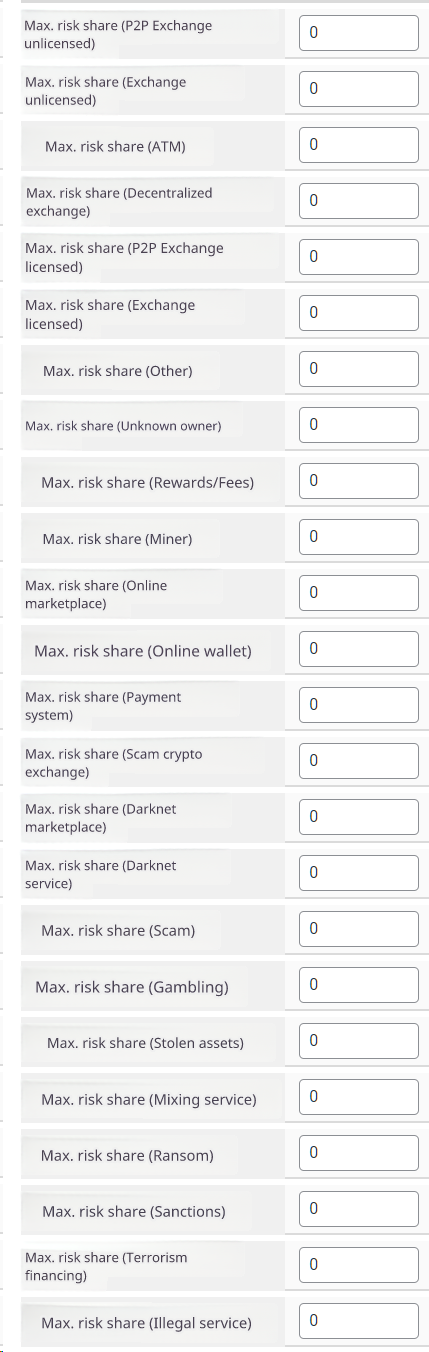 Max. risk share (P2P Exchange
unlicensed)
0
Max. risk share (Exchange
unlicensed)
0
Max. risk share (ATM)
0
Max. risk share (Decentralized
exchange)
0
Max. risk share (P2P Exchange
licensed)
0
Max. risk share (Exchange
licensed)
0
Max. risk share (Other)
0
Max. risk share (Unknown owner)
0
Max. risk share (Rewards/Fees)
0
Max. risk share (Miner)
0
Max. risk share (Online
marketplace)
0
Max. risk share (Online wallet)
0
Max. risk share (Payment
system)
0
Max. risk share (Scam crypto
exchange)
0
Max. risk share (Darknet
marketplace)
0
Max. risk share (Darknet
service)
0
Max. risk share (Scam)
0
Max. risk share (Gambling)
0
Max. risk share (Stolen assets)
0
Max. risk share (Mixing service)
0
Max. risk share (Ransom)
0
Max. risk share (Sanctions)
0
Max. risk share (Terrorism
financing)
0
Max. risk share (Illegal service)
0